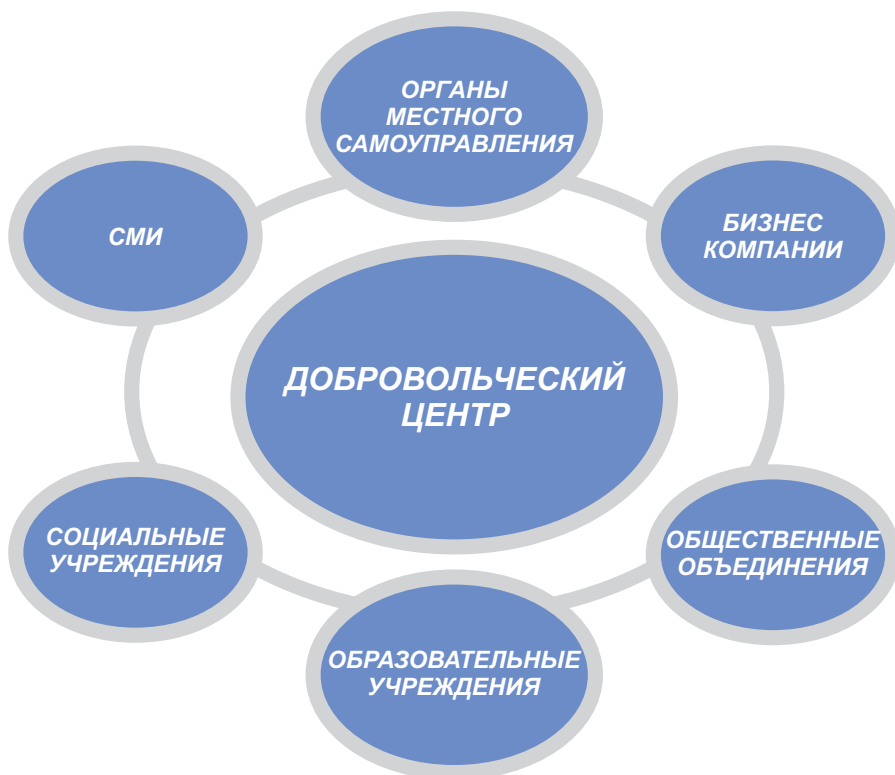 ОРГАНЫ
МЕСТНОГО
САМОУПРАВЛЕНИЯ
СМИ
БИЗНЕС
КОМПАНИИ
ДОБРОВОЛЬЧЕСКИЙ
ЦЕНТР
СОЦИАЛЬНЫЕ
УЧРЕЖДЕНИЯ
ОБЩЕСТВЕННЫЕ
ОБЪЕДИНЕНИЯ
ОБРАЗОВАТЕЛЬНЫЕ
УЧРЕЖДЕНИЯ